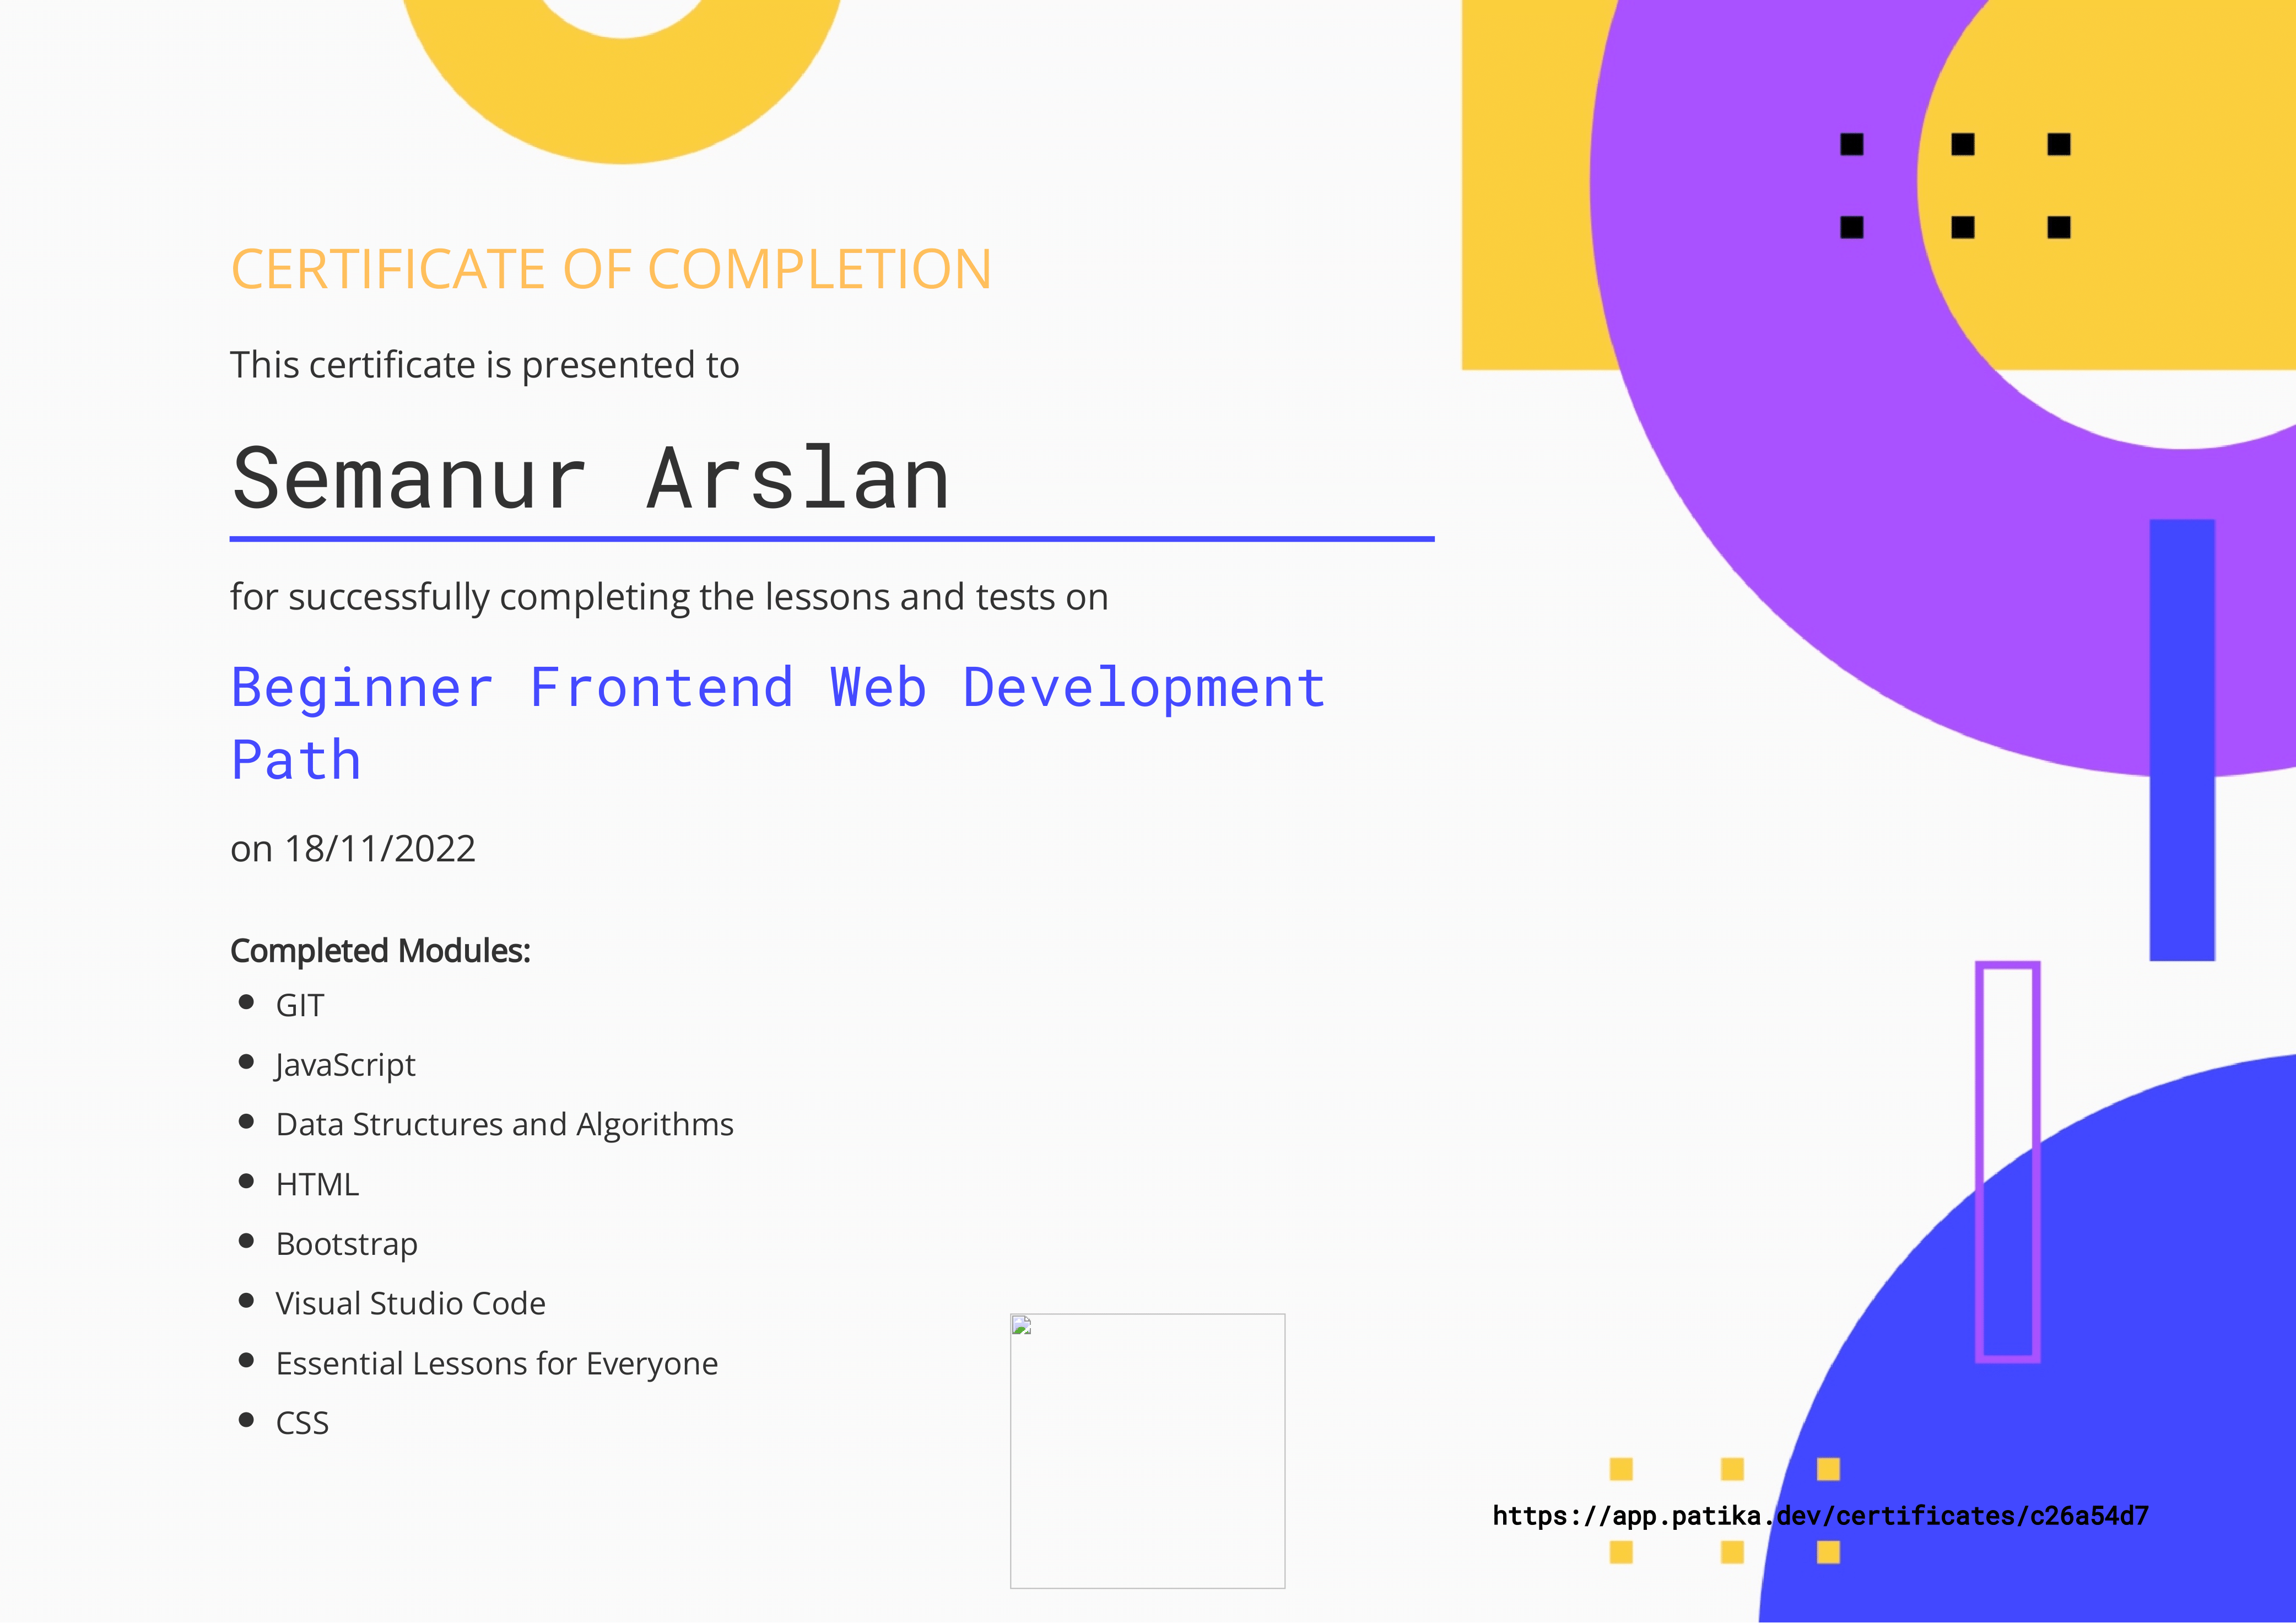 CERTIFICATE OF COMPLETION
This certificate is presented to
Semanur Arslan
for successfully completing the lessons and tests on
Beginner Frontend Web Development
Path
on 18/11/2022
Completed Modules:
GIT
JavaScript
Data Structures and Algorithms
HTML
Bootstrap
Visual Studio Code
Essential Lessons for Everyone
CSS
https://app.patika.dev/certificates/c26a54d7